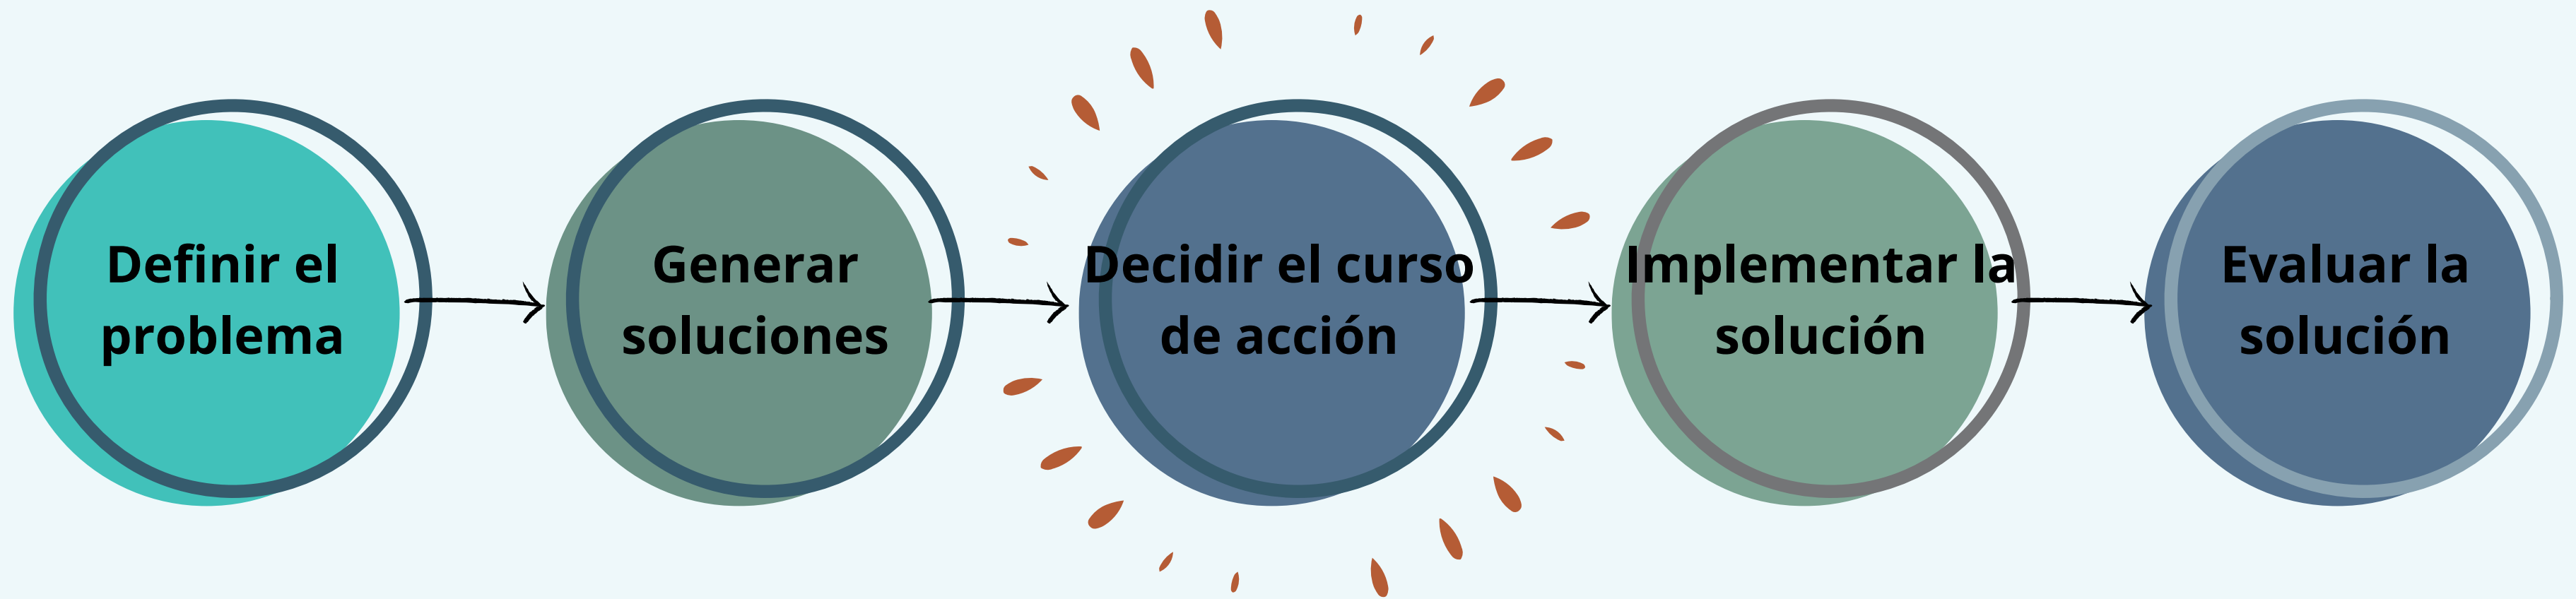 Definir el
problema
Generar
soluciones
Decidir el curso
de acción
Implementar la
solución
Evaluar la
solución